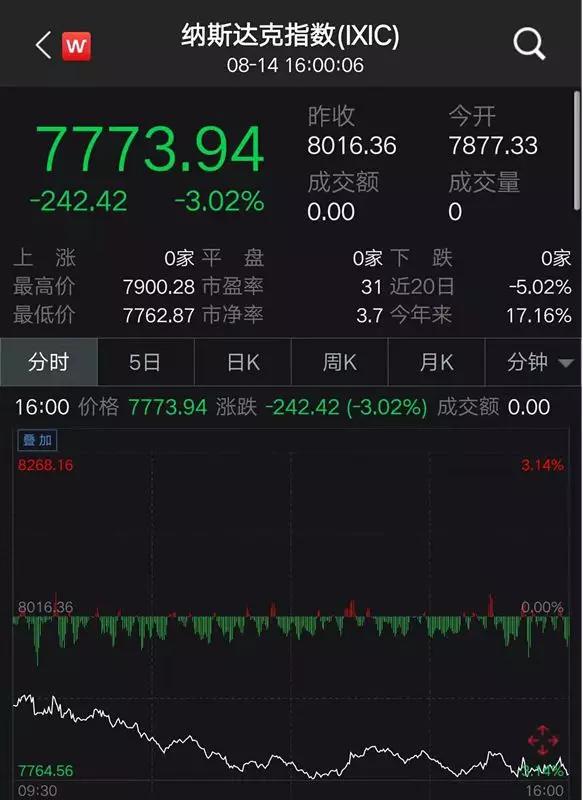 纳斯达克指数(IXIC)
W
08-14 16:00:06
7773.94
-242.42 -3.02%
昨收 今开
8016.36 7877.33
成交额 成交量
0.00 0
上涨 0家 平盘 0家 下跌 0家
最高价 7900.28 市盈率 31 近20日 -5.02%
最低价 7762.87 市净率 3.7 今年来 17.16%
分时 5日 日K 周K 月K 分钟
16:00 价格 7773.94 涨跌 -242.42 (-3.02%) 成交额 0.00
叠加
8268.16 3.14%
8016.36 0.00%
7764.56 3.14%
09:30 16:00